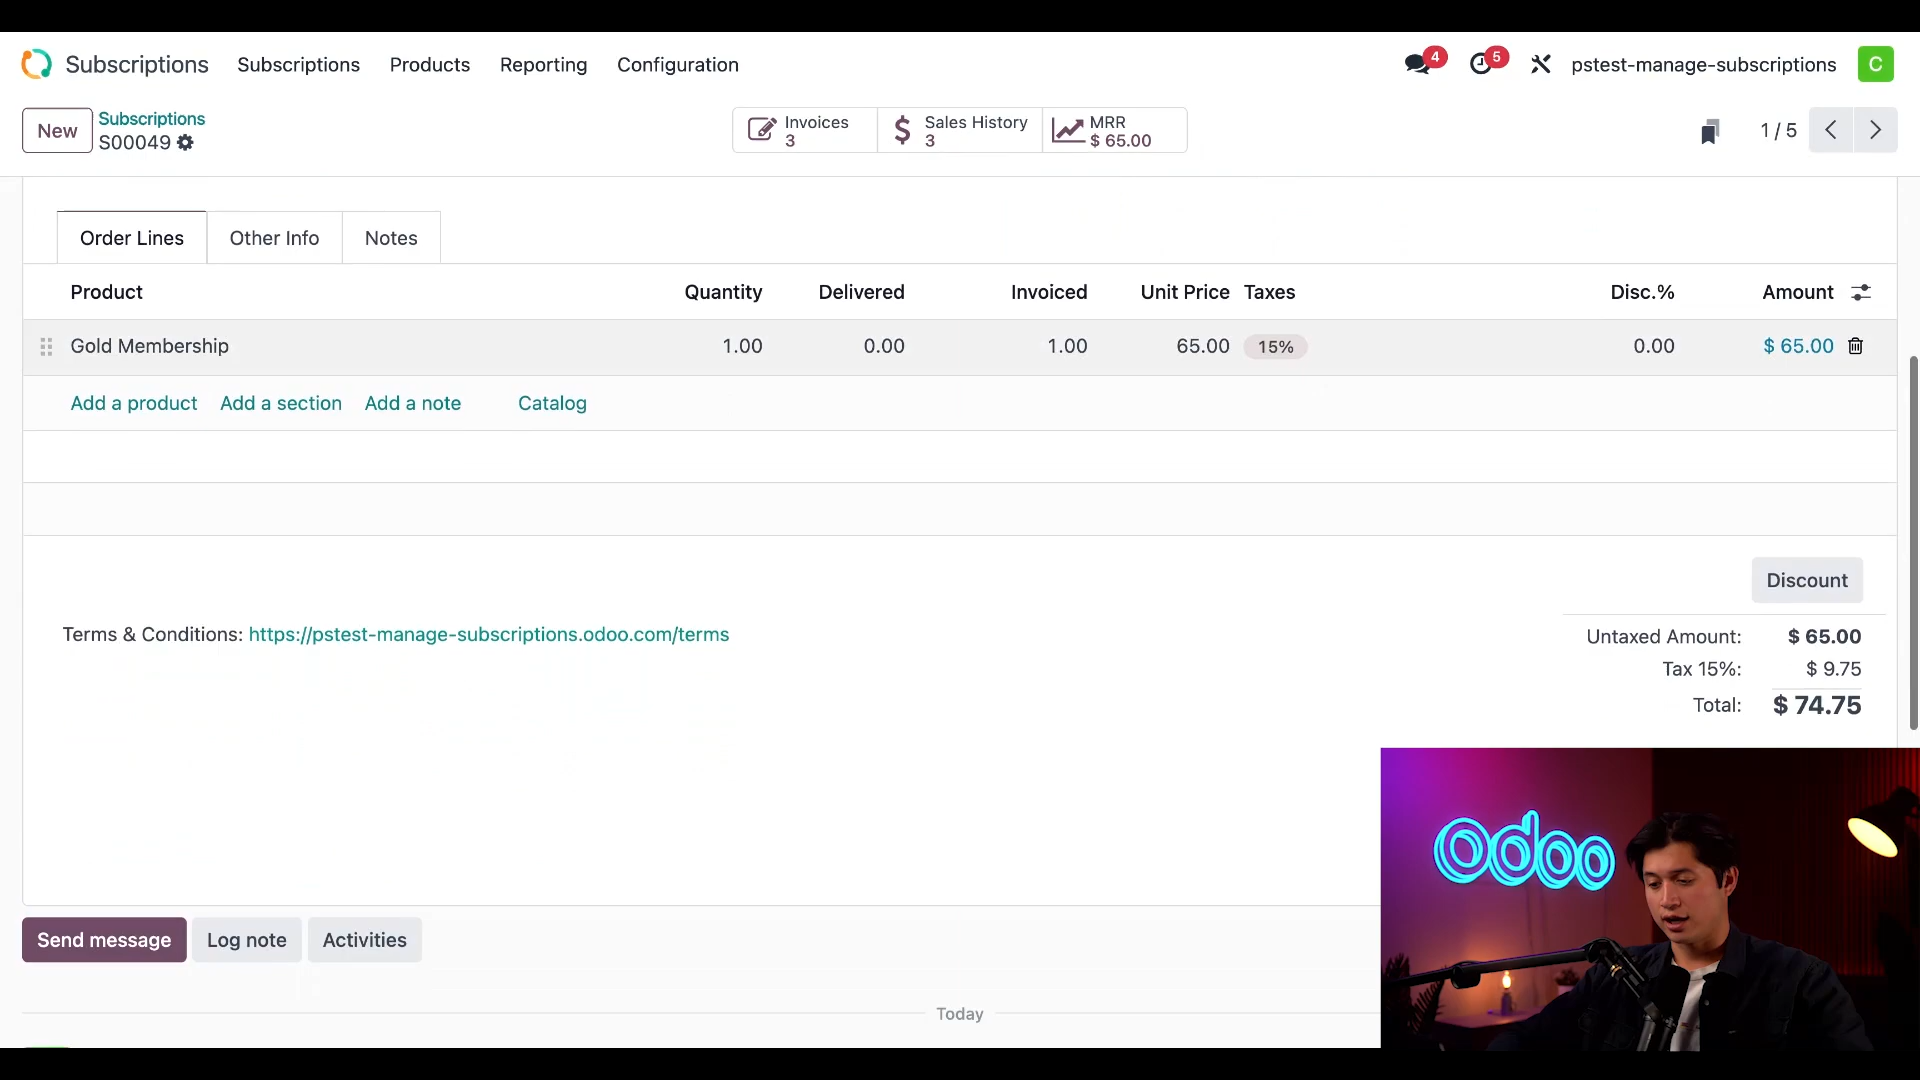 Subscriptions Subscriptions Products Reporting Configuration 4 5 pstest-manage-subscriptions C
New Subscriptions Invoices Sales History MRR 1 / 5
S00049 3 3 $ 65.00
Order Lines Other Info Notes
Product Quantity Delivered Invoiced Unit Price Taxes Disc.% Amount
Gold Membership 1.00 0.00 1.00 65.00 15% 0.00 $ 65.00
Add a product Add a section Add a note Catalog
Discount
Terms & Conditions: https://pstest-manage-subscriptions.odoo.com/terms
Untaxed Amount: $ 65.00
Tax 15%: $ 9.75
Total: $ 74.75
odoo
Send message Log note Activities
Today